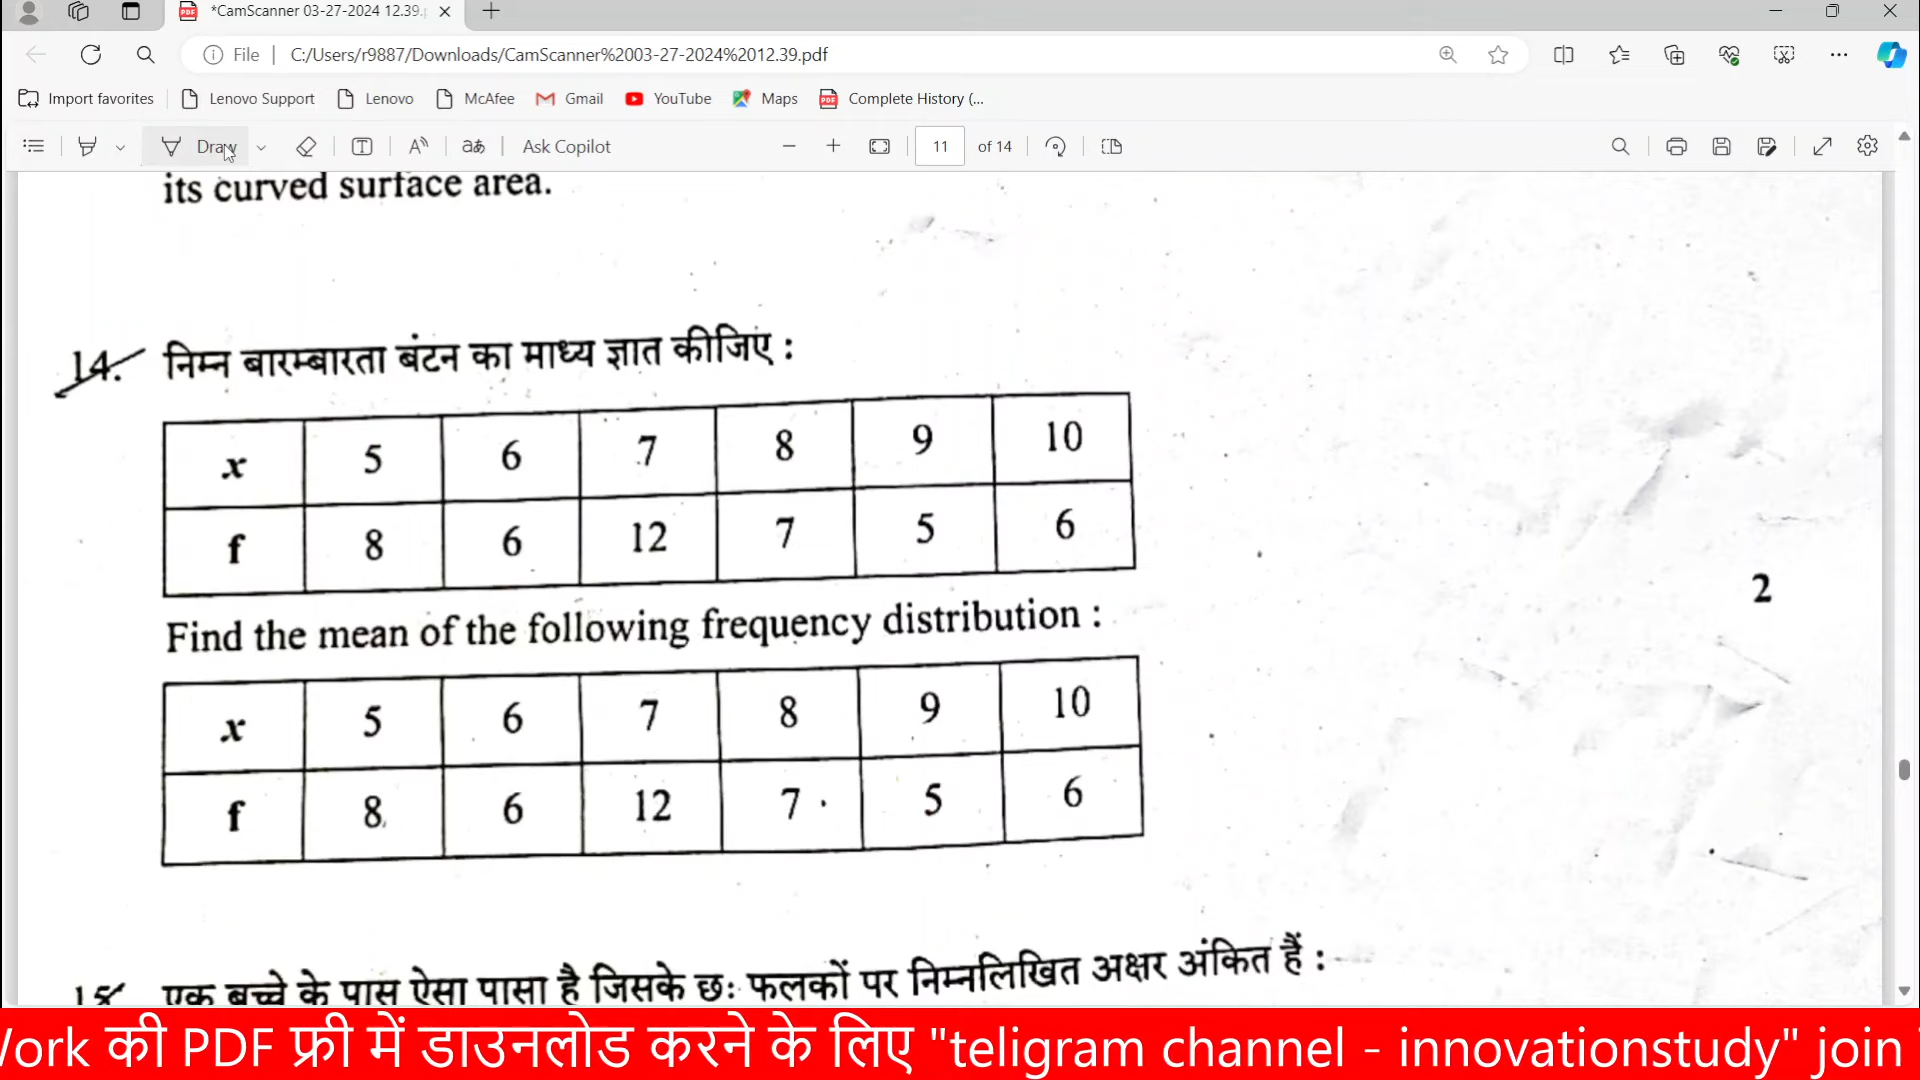 *CamScanner 03-27-2024 12.39.
File | C:/Users/r9887/Downloads/CamScanner%2003-27-2024%2012.39.pdf
Import favorites Lenovo Support Lenovo McAfee Gmail YouTube Maps Complete History (...
Draw Ask Copilot 11 of 14
its curved surface area.
14. निम्न बारम्बारता बंटन का माध्य ज्ञात कीजिए :
x 5 6 7 8 9 10
f 8 6 12 7 5 6
2
Find the mean of the following frequency distribution :
x 5 6 7 8 9 10
f 8 6 12 7 5 6
15. एक बच्चे के पास ऐसा पासा है जिसके छः फलकों पर निम्नलिखित अक्षर अंकित हैं :
Work की PDF फ्री में डाउनलोड करने के लिए "teligram channel - innovationstudy" join